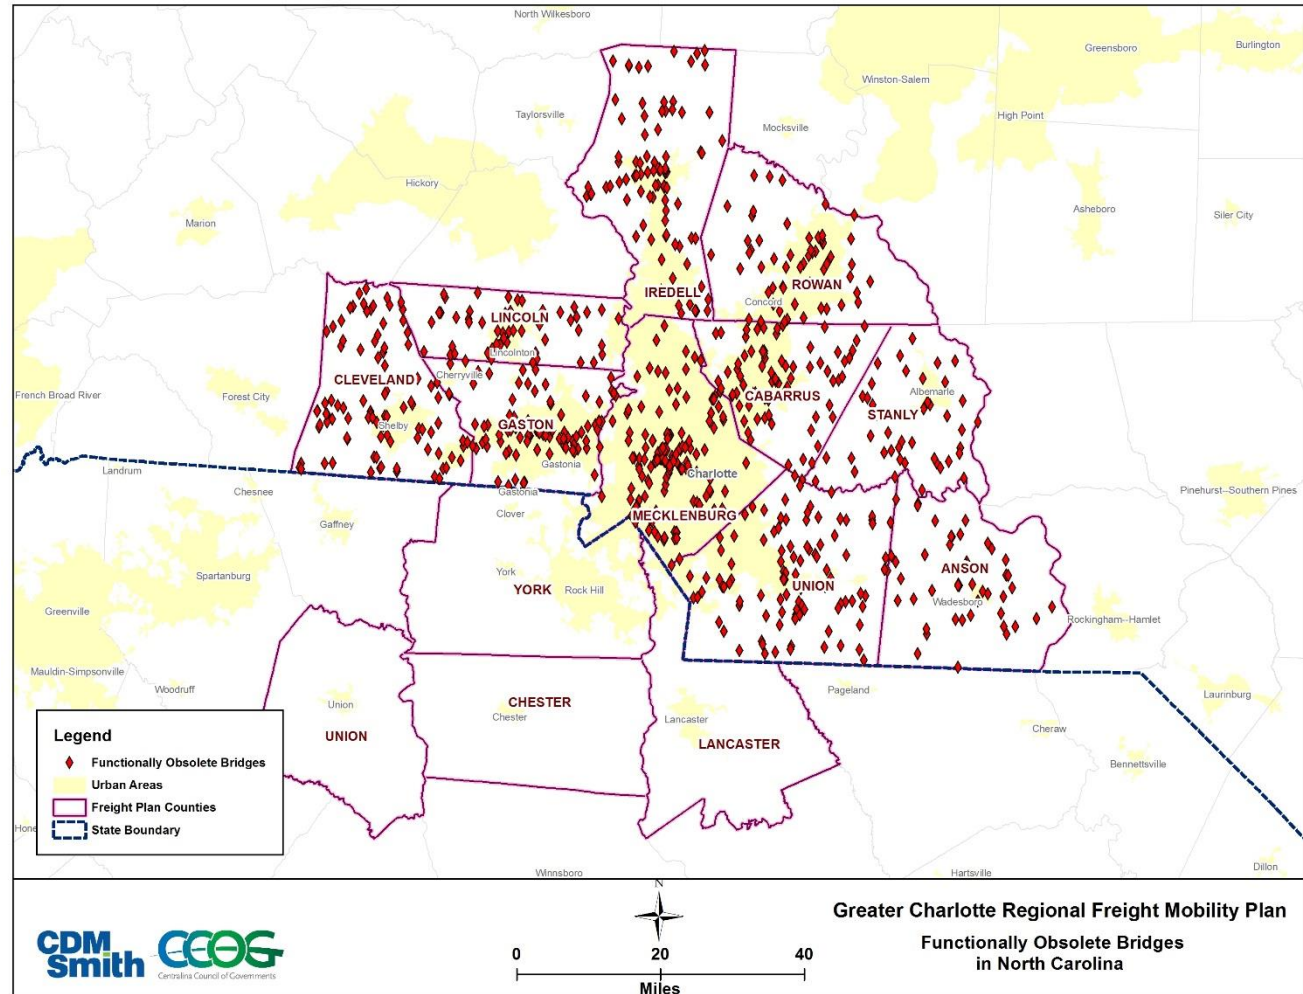 North Wilkesboro
Greensboro
Burlington
Winston-Salem
Taylorsville
High Point
Mocksville
Hickory
Asheboro
Siler City
Marion
IREDELL
ROWAN
Concord
LINCOLN
Lincolnton
CLEVELAND
Cherryville
CABARRUS
Albemarle
French Broad River
Forest City
STANLY
Shelby
GASTON
Gastonia
Charlotte
Landrum
Chesnee
Gastonia
Pinehurst--Southern Pines
Clover
MECKLENBURG
Gaffney
Spartanburg
York
YORK
Rock Hill
UNION
ANSON
Wadesboro
Greenville
Rockingham--Hamlet
Mauldin-Simpsonville
Woodruff
Pageland
Laurinburg
Union
UNION
CHESTER
Chester
Lancaster
LANCASTER
Cheraw
Bennettsville
Legend
Functionally Obsolete Bridges
Urban Areas
Freight Plan Counties
State Boundary
Hone
Winnsboro
Hartsville
Dillon
N
Greater Charlotte Regional Freight Mobility Plan
Functionally Obsolete Bridges
in North Carolina
CDM
Smith
CCOG
Centralina Council of Governments
0 20 40
Miles